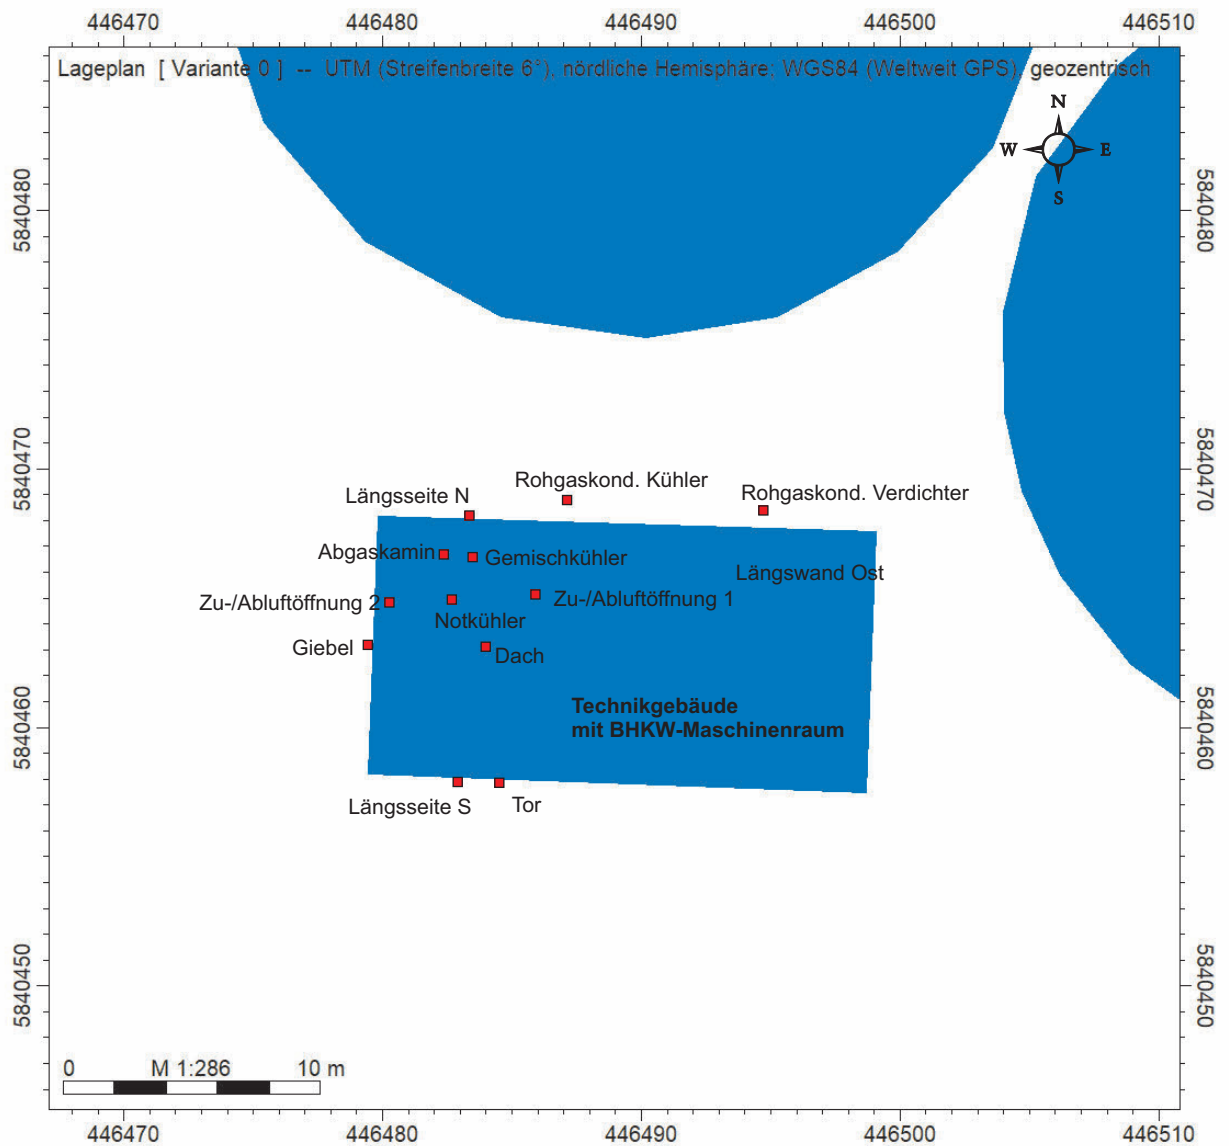 446470 446480 446490 446500 446510
Lageplan [ Variante 0 ] -- UTM (Streifenbreite 6°), nördliche Hemisphäre; WGS84 (Weltweit GPS), geozentrisch
N
W E
S
5840480 5840480
5840470 5840470
Rohgaskond. Kühler
Längsseite N
Rohgaskond. Verdichter
Abgaskamin
Gemischkühler
Längswand Ost
Zu-/Abluftöffnung 2
Zu-/Abluftöffnung 1
Notkühler
Giebel
Dach
Technikgebäude
mit BHKW-Maschinenraum
5840460 5840460
Längsseite S
Tor
5840450 5840450
0 M 1:286 10 m
446470 446480 446490 446500 446510